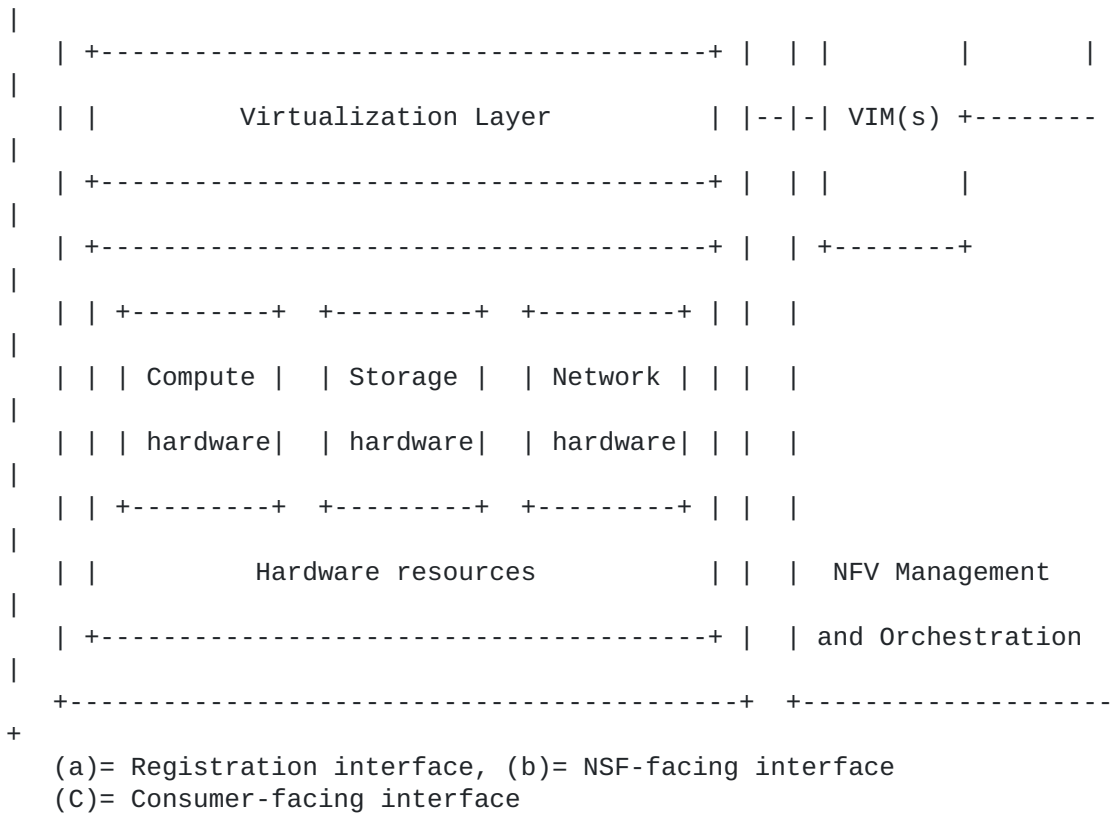 |
   | +---------------------------------------+ |  | |         |       |
|
   | |         Virtualization Layer          | |--|-| VIM(s) +--------
|
   | +---------------------------------------+ |  | |         |
|
   | +---------------------------------------+ |  | +--------+
|
   | | +---------+  +---------+  +---------+ | |  |
|
   | | | Compute |  | Storage |  | Network | | |  |
|
   | | | hardware|  | hardware|  | hardware| | |  |
|
   | | +---------+  +---------+  +---------+ | |  |
|
   | |          Hardware resources           | |  |  NFV Management
|
   | +---------------------------------------+ |  | and Orchestration
|
   +-------------------------------------------+  +--------------------
+
   (a)= Registration interface, (b)= NSF-facing interface
   (C)= Consumer-facing interface